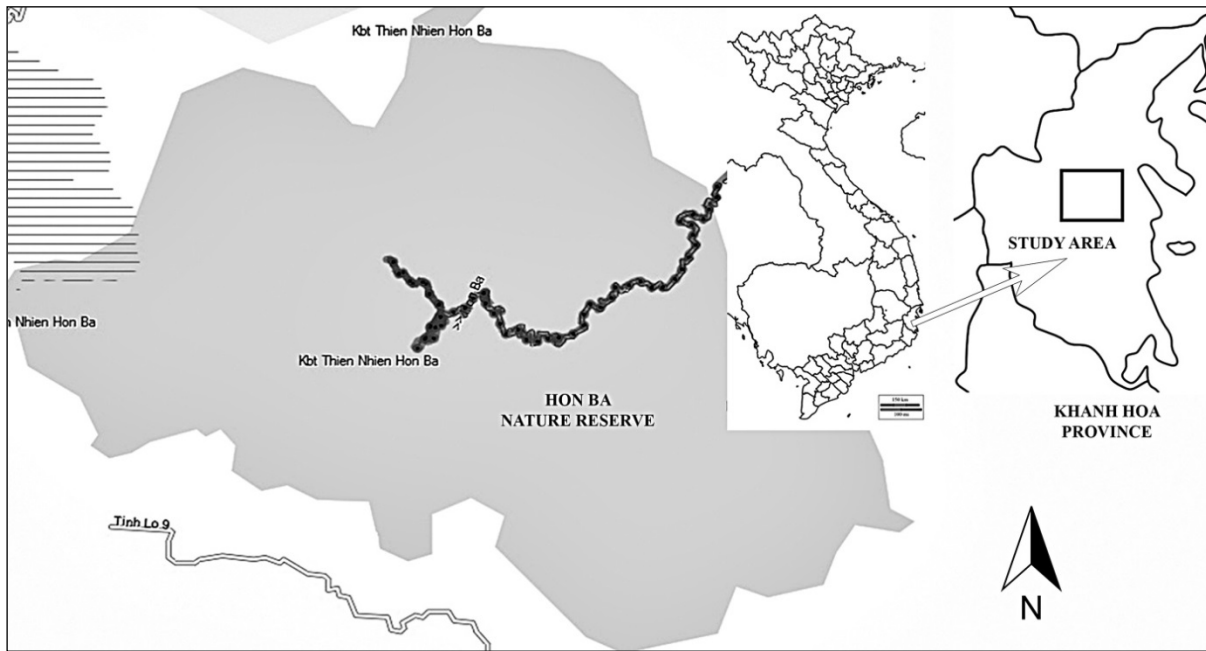 Kbt Thien Nhien Hon Ba
n Nhien Hon Ba
Ba
Kbt Thien Nhien Hon Ba
HON BA
NATURE RESERVE
Tinh Lo 9
STUDY AREA
KHANH HOA
PROVINCE
N